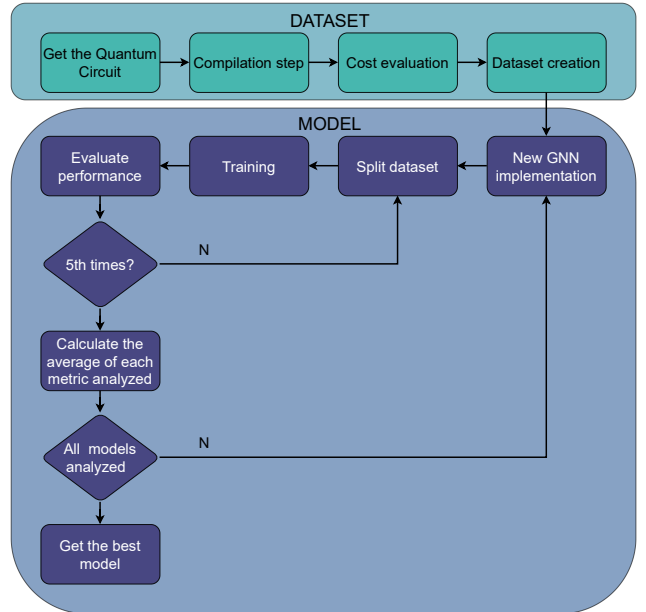 DATASET
Get the Quantum
Circuit
Compilation step
Cost evaluation
Dataset creation
MODEL
Evaluate
performance
Training
Split dataset
New GNN
implementation
5th times?
N
Calculate the
average of each
metric analyzed
All models
analyzed
N
Get the best
model